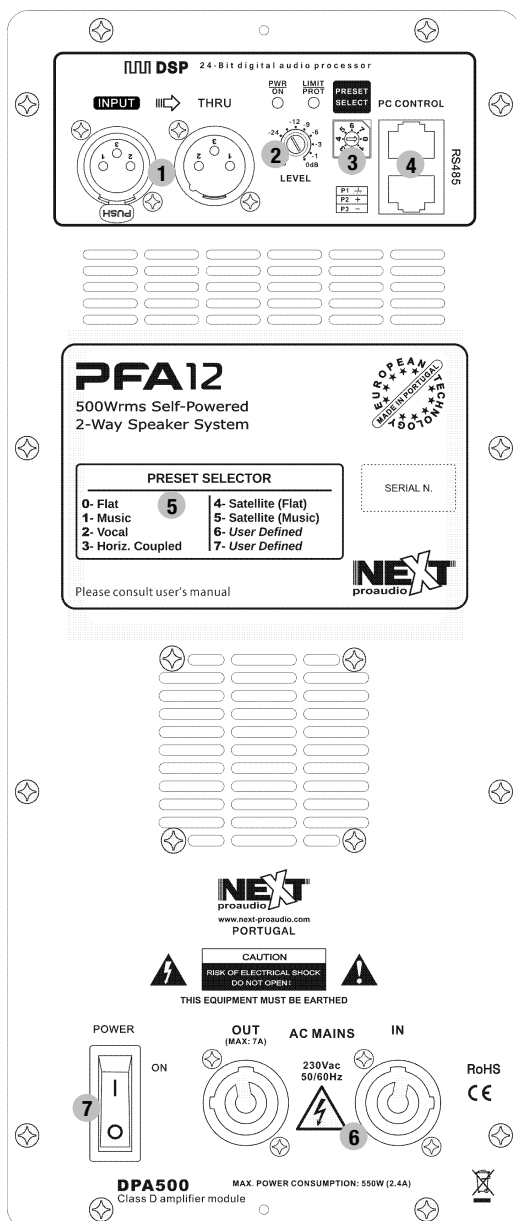 DSP 24-Bit digital audio processor
INPUT THRU
PWR ON
LIMIT PROT
PRESET SELECT
PC CONTROL
3
1 2
PUSH
3
2 1
1
-24 -12 -9 -6 -3 -1 0dB
2
LEVEL
3
P1
P2 +
P3 −
4
RS485
PFA12
500Wrms Self-Powered
2-Way Speaker System
EUROPEAN TECHNOLOGY
MADE IN PORTUGAL
PRESET SELECTOR
5
0- Flat
1- Music
2- Vocal
3- Horiz. Coupled
4- Satellite (Flat)
5- Satellite (Music)
6- User Defined
7- User Defined
SERIAL N.
Please consult user's manual
NEXT
proaudio
NEXT
proaudio
www.next-proaudio.com
PORTUGAL
CAUTION
RISK OF ELECTRICAL SHOCK
DO NOT OPEN!
THIS EQUIPMENT MUST BE EARTHED
POWER
ON
I
O
7
OUT
(MAX: 7A)
AC MAINS
IN
230Vac
50/60Hz
6
RoHS
CE
DPA500
Class D amplifier module
MAX. POWER CONSUMPTION: 550W (2.4A)